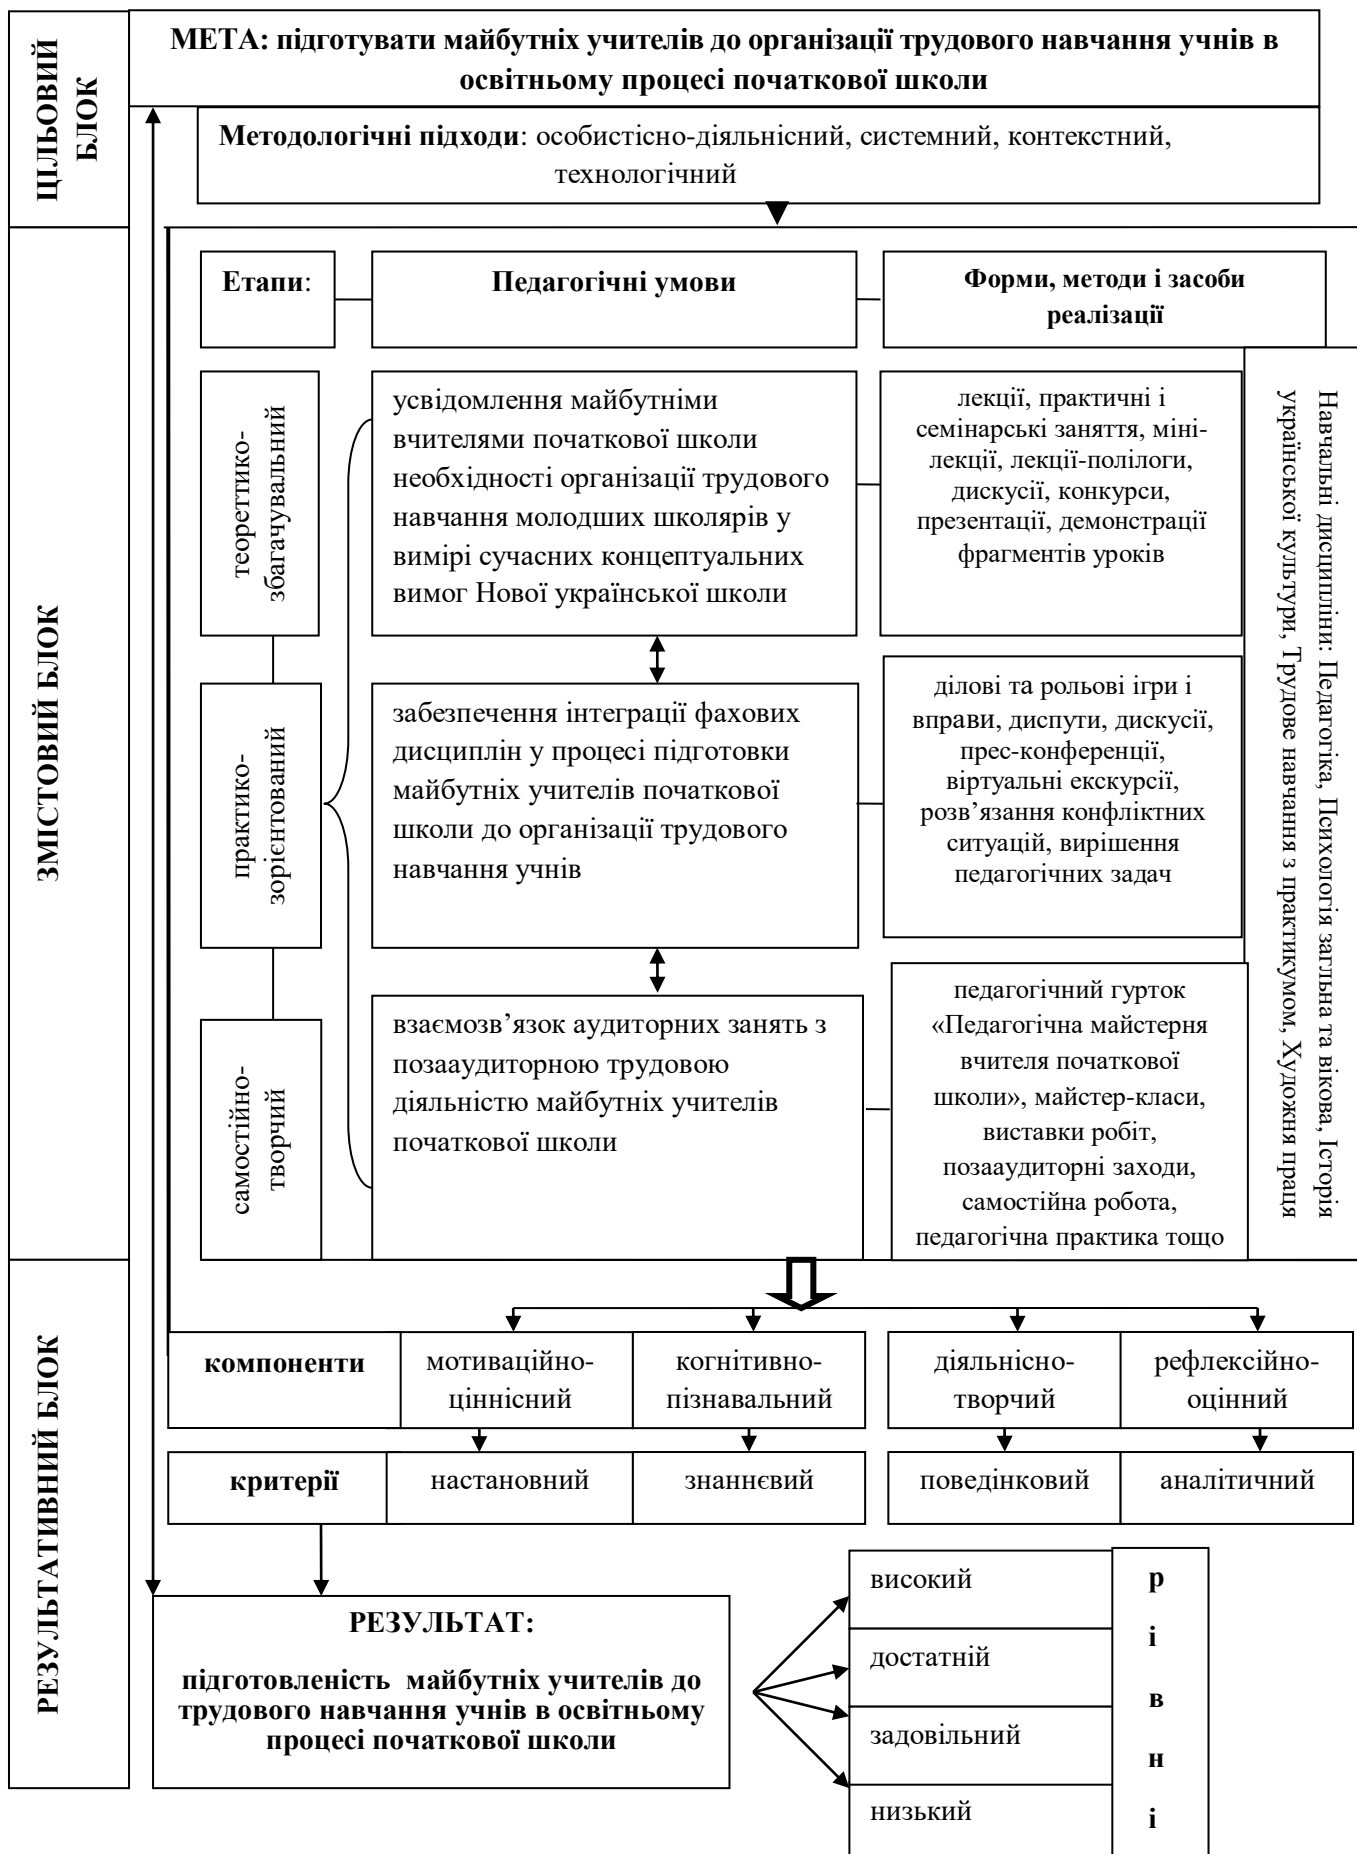 ЦІЛЬОВИЙ
БЛОК
МЕТА: підготувати майбутніх учителів до організації трудового навчання учнів в
освітньому процесі початкової школи
Методологічні підходи: особистісно-діяльнісний, системний, контекстний,
технологічний
ЗМІСТОВИЙ БЛОК
Етапи:
Педагогічні умови
Форми, методи і засоби
реалізації
теореттико-
збагачувальний
усвідомлення майбутніми
вчителями початкової школи
необхідності організації трудового
навчання молодших школярів у
вимірі сучасних концептуальних
вимог Нової української школи
лекції, практичні і
семінарські заняття, міні-
лекції, лекції-полілоги,
дискусії, конкурси,
презентації, демонстрації
фрагментів уроків
практико-
зорієнтований
забезпечення інтеграції фахових
дисциплін у процесі підготовки
майбутніх учителів початкової
школи до організації трудового
навчання учнів
ділові та рольові ігри і
вправи, диспути, дискусії,
прес-конференції,
віртуальні екскурсії,
розв’язання конфліктних
ситуацій, вирішення
педагогічних задач
самостійно-
творчий
взаємозв’язок аудиторних занять з
позааудиторною трудовою
діяльністю майбутніх учителів
початкової школи
педагогічний гурток
«Педагогічна майстерня
вчителя початкової
школи», майстер-класи,
виставки робіт,
позааудиторні заходи,
самостійна робота,
педагогічна практика тощо
Навчальні дисципліни: Педагогіка, Психологія загльна та вікова, Історія
української культури, Трудове навчання з практикумом, Художня праця
РЕЗУЛЬТАТИВНИЙ БЛОК
компоненти
мотиваційно-
ціннісний
когнітивно-
пізнавальний
діяльнісно-
творчий
рефлексійно-
оцінний
критерії
настановний
знаннєвий
поведінковий
аналітичний
РЕЗУЛЬТАТ:
підготовленість майбутніх учителів до
трудового навчання учнів в освітньому
процесі початкової школи
високий
достатній
задовільний
низький
р
і
в
н
і